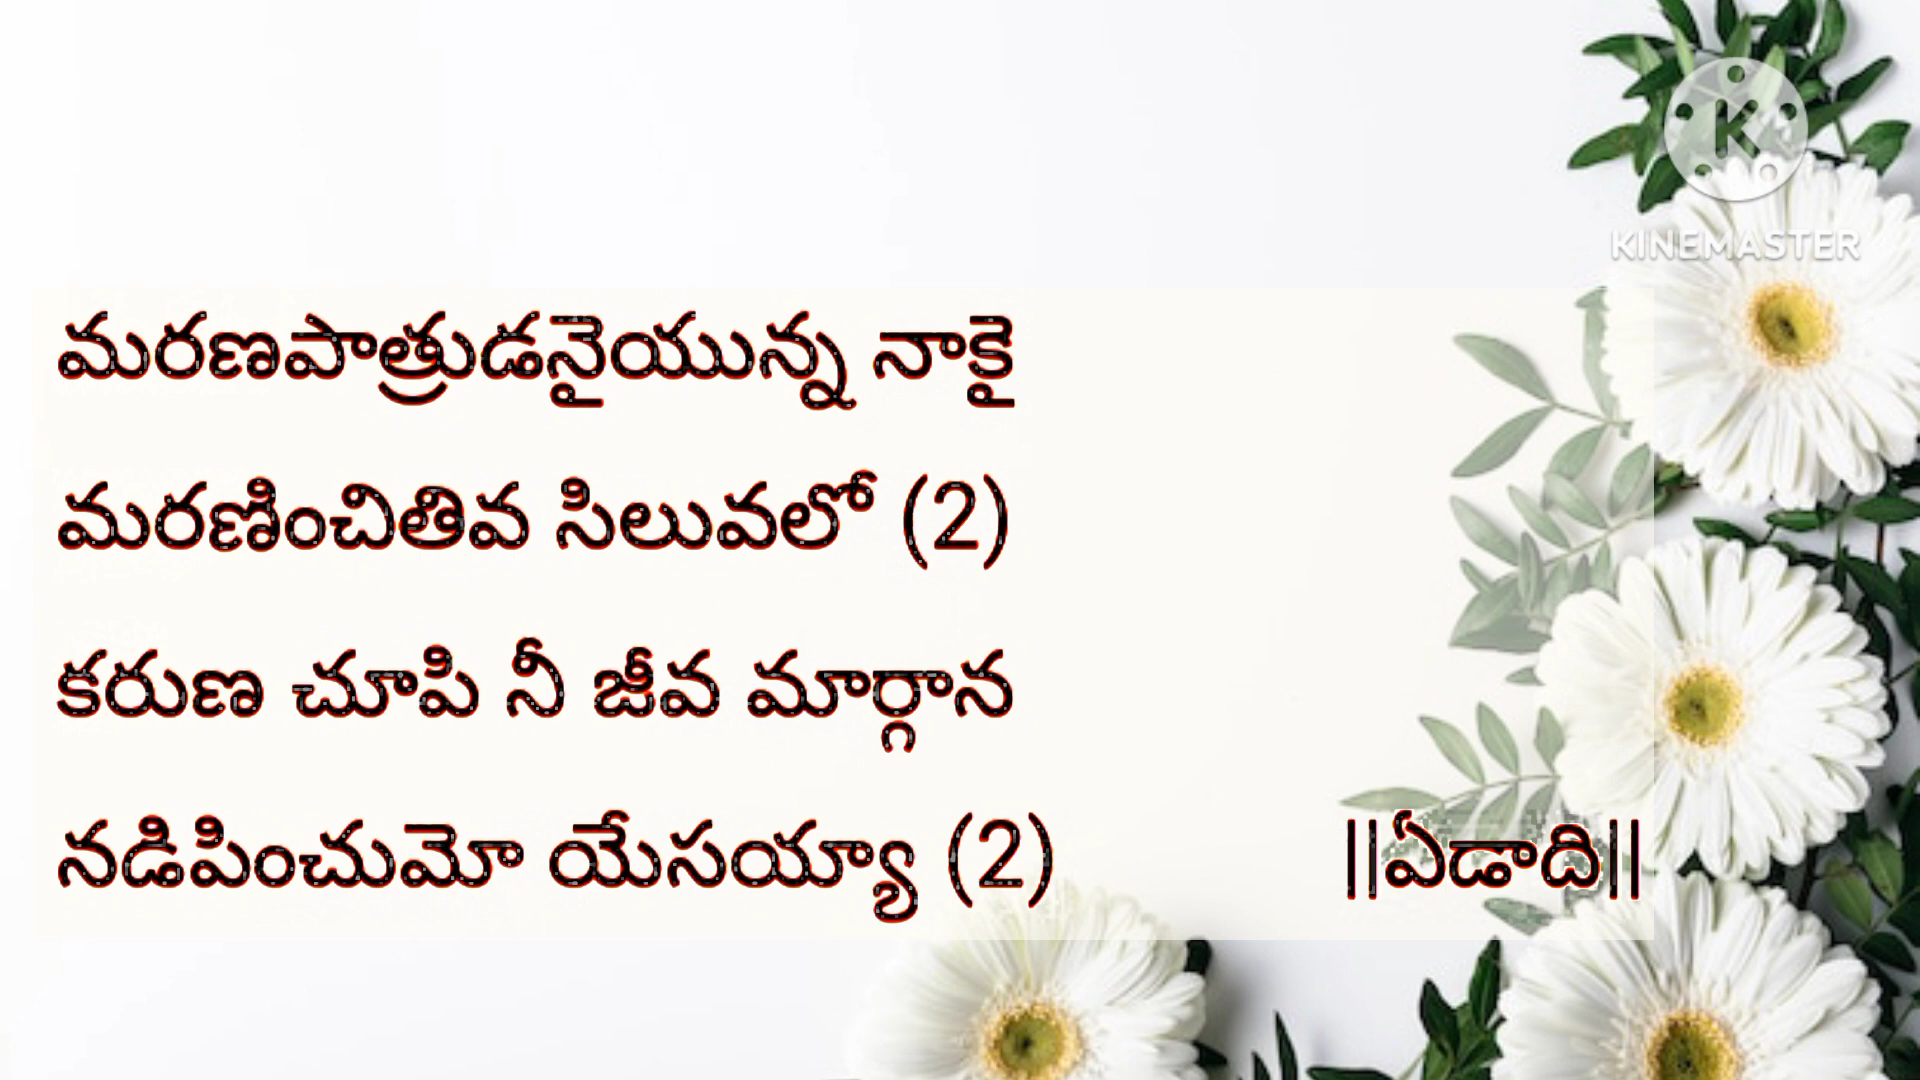 KINEMASTER
మరణపాత్రుడనైయున్న నాకై
మరణించితివ సిలువలో (2)
కరుణ చూపి నీ జీవ మార్గాన
నడిపించుమో యేసయ్యా (2) ||ఏడాది||